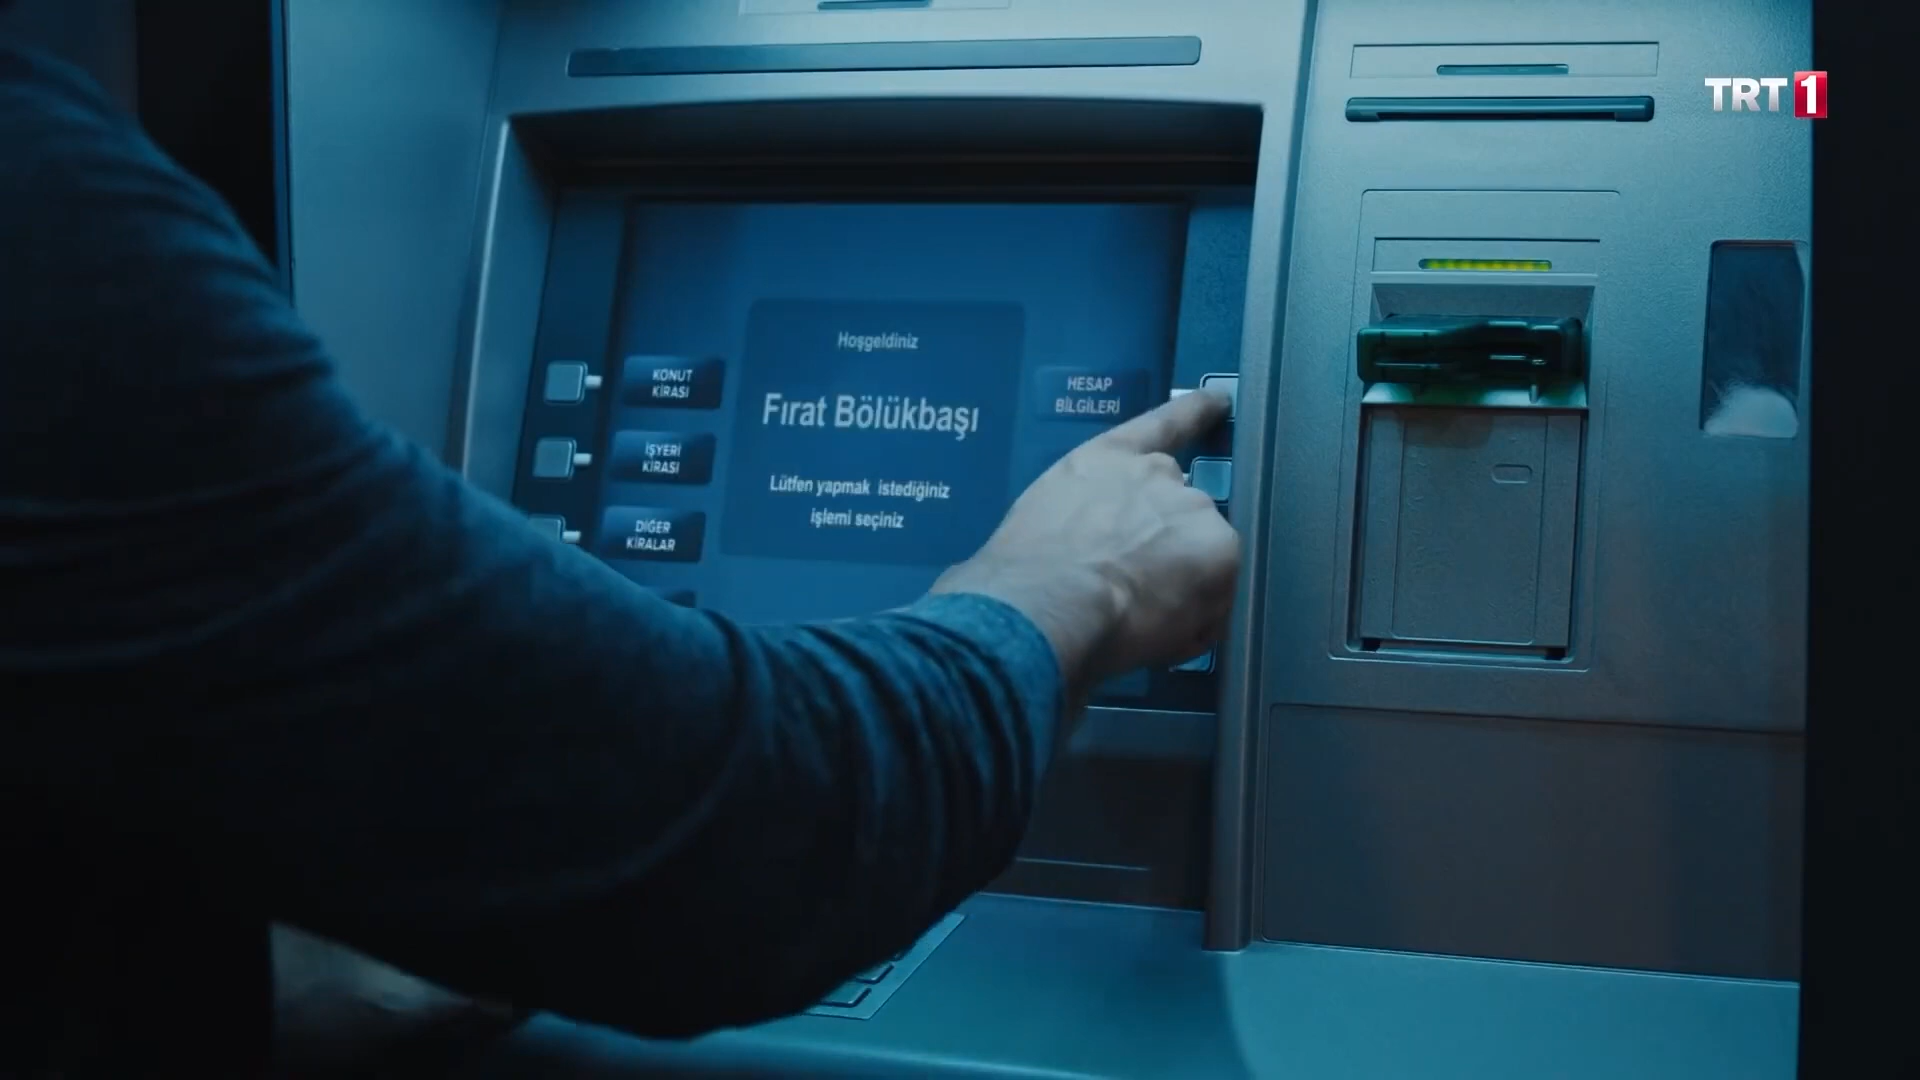 TRT 1
Hoşgeldiniz
Fırat Bölükbaşı
Lütfen yapmak istediğiniz
işlemi seçiniz
KONUT
KİRASI
İŞYERİ
KİRASI
DİĞER
KİRALAR
HESAP
BİLGİLERİ